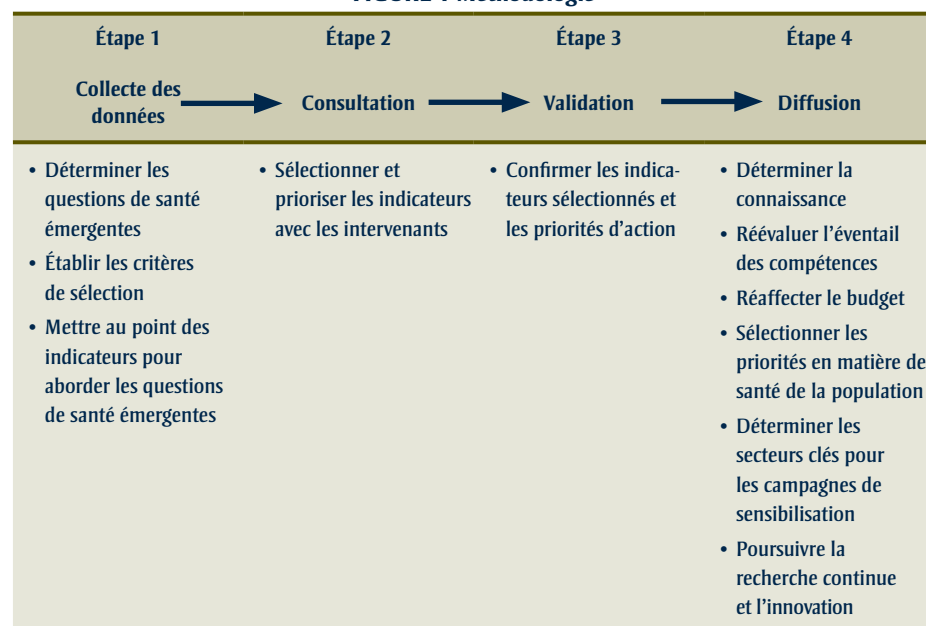 FIGURE 1 Méthodologie
Étape 1
Étape 2
Étape 3
Étape 4
Collecte des
données
Consultation
Validation
Diffusion
• Déterminer les
questions de santé
émergentes
• Établir les critères
de sélection
• Mettre au point des
indicateurs pour
aborder les questions
de santé émergentes
• Sélectionner et
prioriser les indicateurs
avec les intervenants
• Confirmer les indica-
teurs sélectionnés et
les priorités d’action
• Déterminer la
connaissance
• Réévaluer l’éventail
des compétences
• Réaffecter le budget
• Sélectionner les
priorités en matière de
santé de la population
• Déterminer les
secteurs clés pour
les campagnes de
sensibilisation
• Poursuivre la
recherche continue
et l’innovation